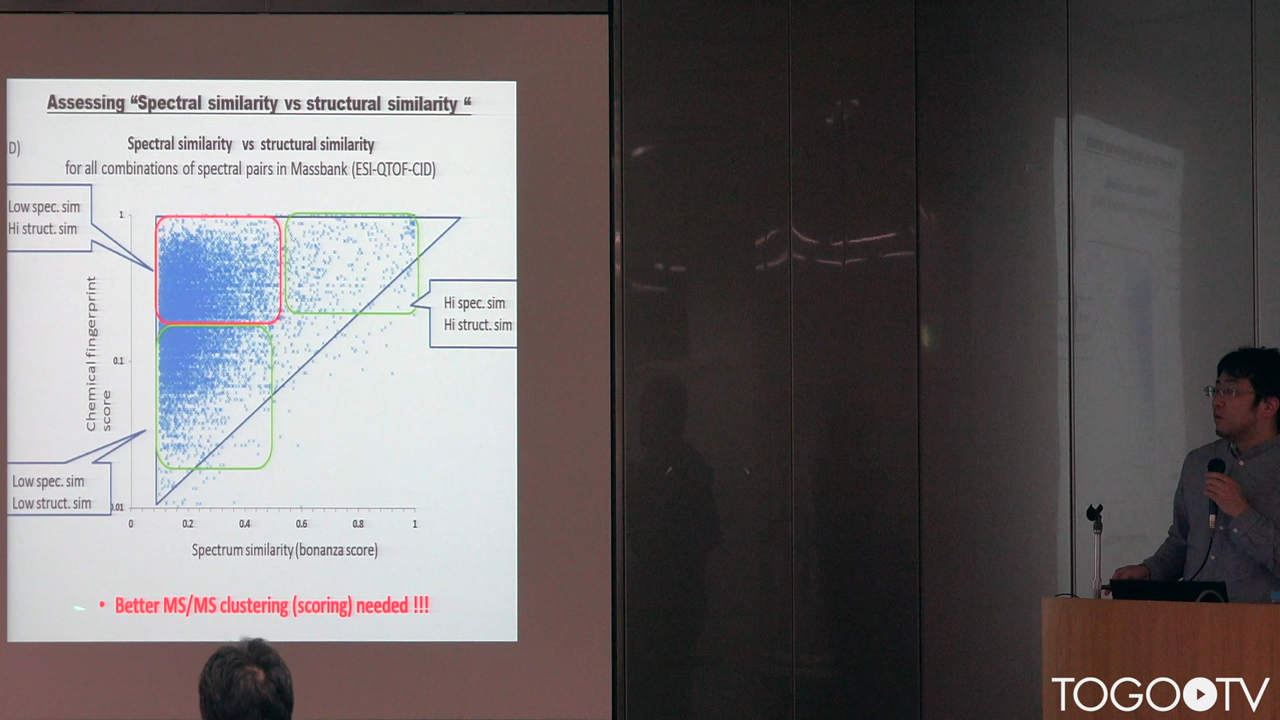 Assessing “Spectral similarity vs structural similarity “
Spectral similarity vs structural similarity
D)
for all combinations of spectral pairs in Massbank (ESI-QTOF-CID)
Low spec. sim
Hi struct. sim
1
Hi spec. sim
Hi struct. sim
Chemical fingerprint
score
0.1
Low spec. sim
Low struct. sim
0.01
0 0.2 0.4 0.6 0.8 1
Spectrum similarity (bonanza score)
• Better MS/MS clustering (scoring) needed !!!
TOGO TV